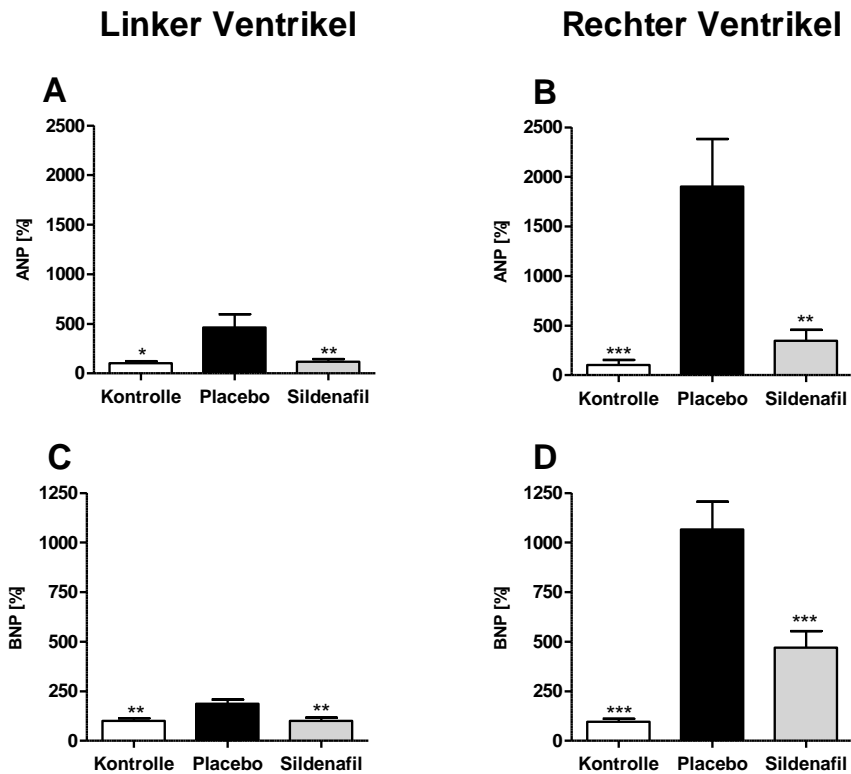 Linker Ventrikel
Rechter Ventrikel
A
2500
2000
1500
1000
500
0
ANP [%]
*
**
Kontrolle Placebo Sildenafil
B
2500
2000
1500
1000
500
0
ANP [%]
***
**
Kontrolle Placebo Sildenafil
C
1250
1000
750
500
250
0
BNP [%]
**
**
Kontrolle Placebo Sildenafil
D
1250
1000
750
500
250
0
BNP [%]
***
***
Kontrolle Placebo Sildenafil